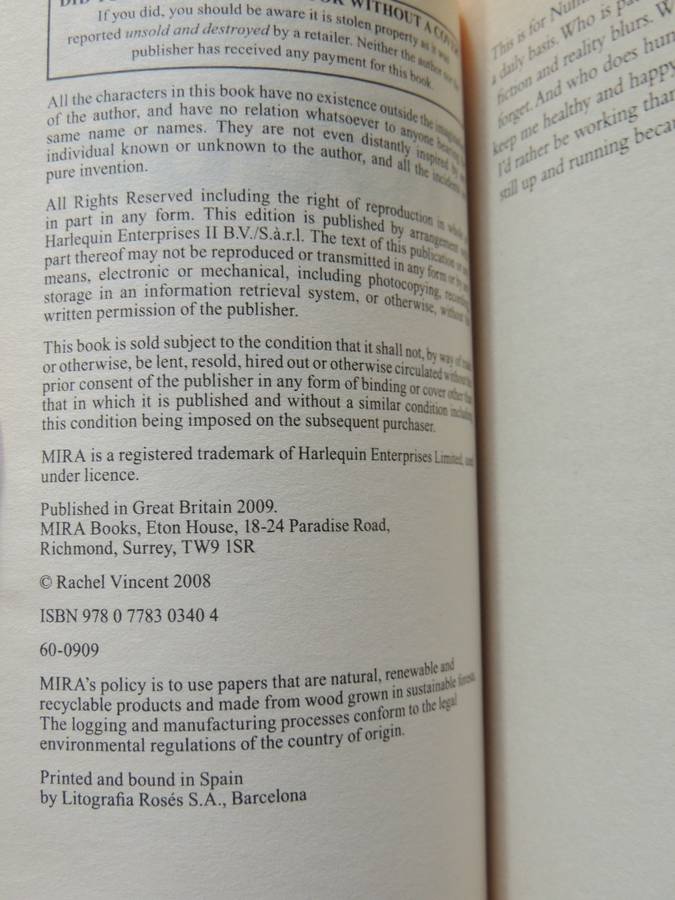 WITHOUT A COVER
If you did, you should be aware it is stolen property as it was
reported unsold and destroyed by a retailer. Neither the author nor the
publisher has received any payment for this book.
All the characters in this book have no existence outside the imagination
of the author, and have no relation whatsoever to anyone bearing the
same name or names. They are not even distantly inspired by any
individual known or unknown to the author, and all the incidents are
pure invention.
All Rights Reserved including the right of reproduction in whole or
in part in any form. This edition is published by arrangement with
Harlequin Enterprises II B.V./S.à.r.l. The text of this publication or any
part thereof may not be reproduced or transmitted in any form or by any
means, electronic or mechanical, including photocopying, recording,
storage in an information retrieval system, or otherwise, without the
written permission of the publisher.
This book is sold subject to the condition that it shall not, by way of trade
or otherwise, be lent, resold, hired out or otherwise circulated without the
prior consent of the publisher in any form of binding or cover other than
that in which it is published and without a similar condition including
this condition being imposed on the subsequent purchaser.
MIRA is a registered trademark of Harlequin Enterprises Limited, used
under licence.
Published in Great Britain 2009.
MIRA Books, Eton House, 18-24 Paradise Road,
Richmond, Surrey, TW9 1SR
© Rachel Vincent 2008
ISBN 978 0 7783 0340 4
60-0909
MIRA's policy is to use papers that are natural, renewable and
recyclable products and made from wood grown in sustainable forests.
The logging and manufacturing processes conform to the legal
environmental regulations of the country of origin.
Printed and bound in Spain
by Litografia Rosés S.A., Barcelona
This is for
a daily basis. Who is
fiction and reality blurs.
forget. And who does
keep me healthy and happy
I'd rather be working than
still up and running